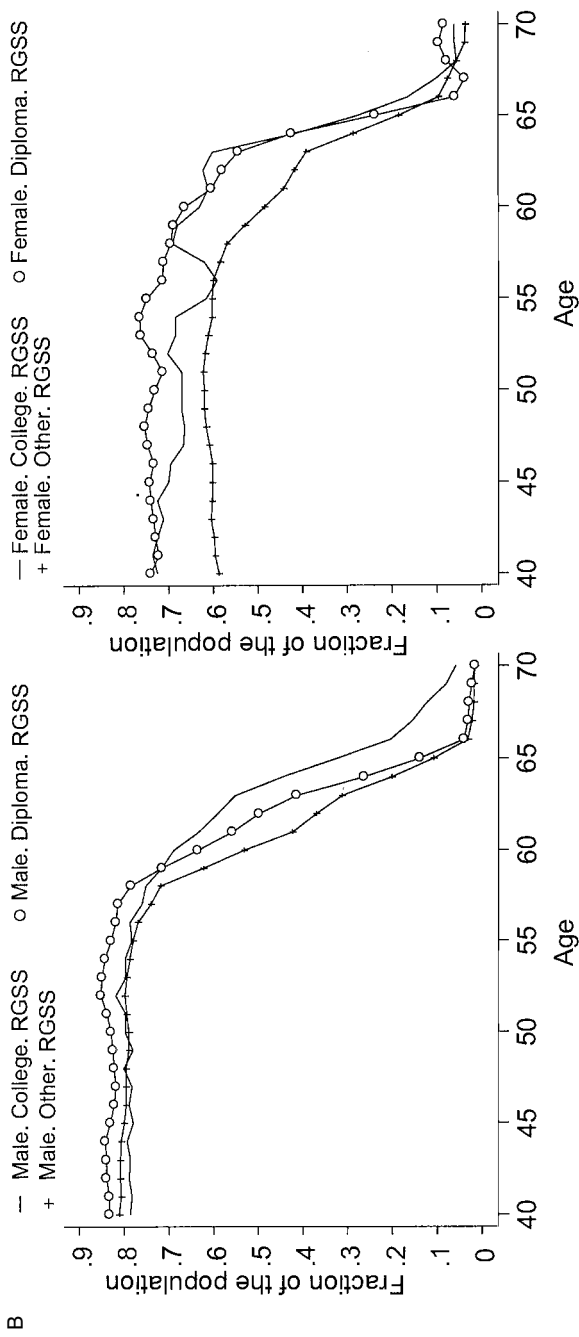 B
— Male. College. RGSS o Male. Diploma. RGSS
+ Male. Other. RGSS
Fraction of the population
.9
.8
.7
.6
.5
.4
.3
.2
.1
0
40 45 50 55 60 65 70
Age
— Female. College. RGSS o Female. Diploma. RGSS
+ Female. Other. RGSS
Fraction of the population
.9
.8
.7
.6
.5
.4
.3
.2
.1
0
40 45 50 55 60 65 70
Age